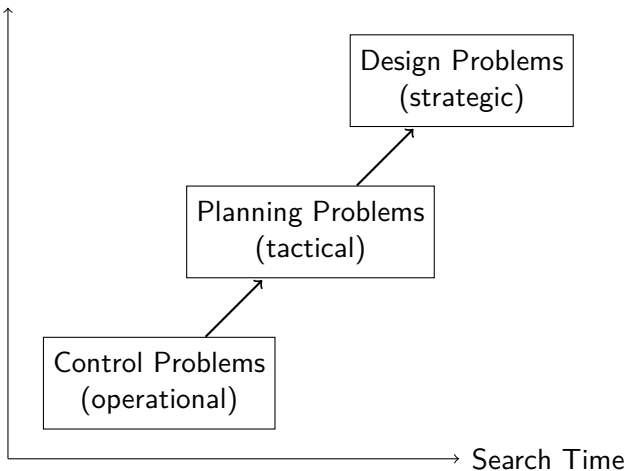 Design Problems
(strategic)
Planning Problems
(tactical)
Control Problems
(operational)
Search Time